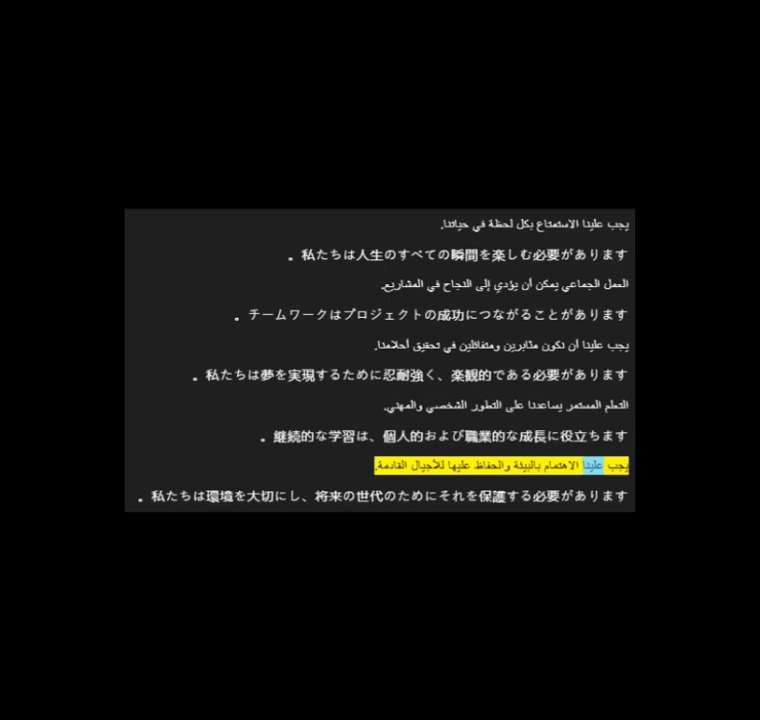 يجب علينا الاستمتاع بكل لحظة في حياتنا.
私たちは人生のすべての瞬間を楽しむ必要があります。
العمل الجماعي يمكن أن يؤدي إلى النجاح في المشاريع.
チームワークはプロジェクトの成功につながることがあります。
يجب علينا أن نكون مثابرين ومتفائلين في تحقيق أحلامنا.
私たちは夢を実現するために忍耐強く、楽観的である必要があります。
التعلم المستمر يساعدنا على التطور الشخصي والمهني.
継続的な学習は、個人的および職業的な成長に役立ちます。
يجب علينا الاهتمام بالبيئة والحفاظ عليها للأجيال القادمة.
私たちは環境を大切にし、将来の世代のためにそれを保護する必要があります。